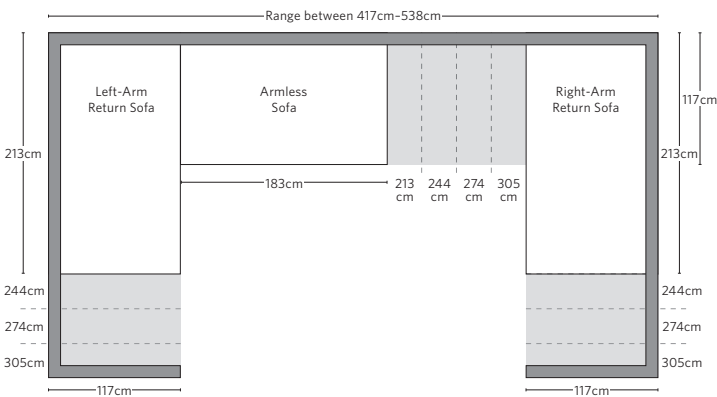 Range between 417cm–538cm
Left-Arm
Return Sofa
Armless
Sofa
Right-Arm
Return Sofa
117cm
213cm
213cm
183cm
213
cm
244
cm
274
cm
305
cm
244cm
274cm
305cm
244cm
274cm
305cm
117cm
117cm